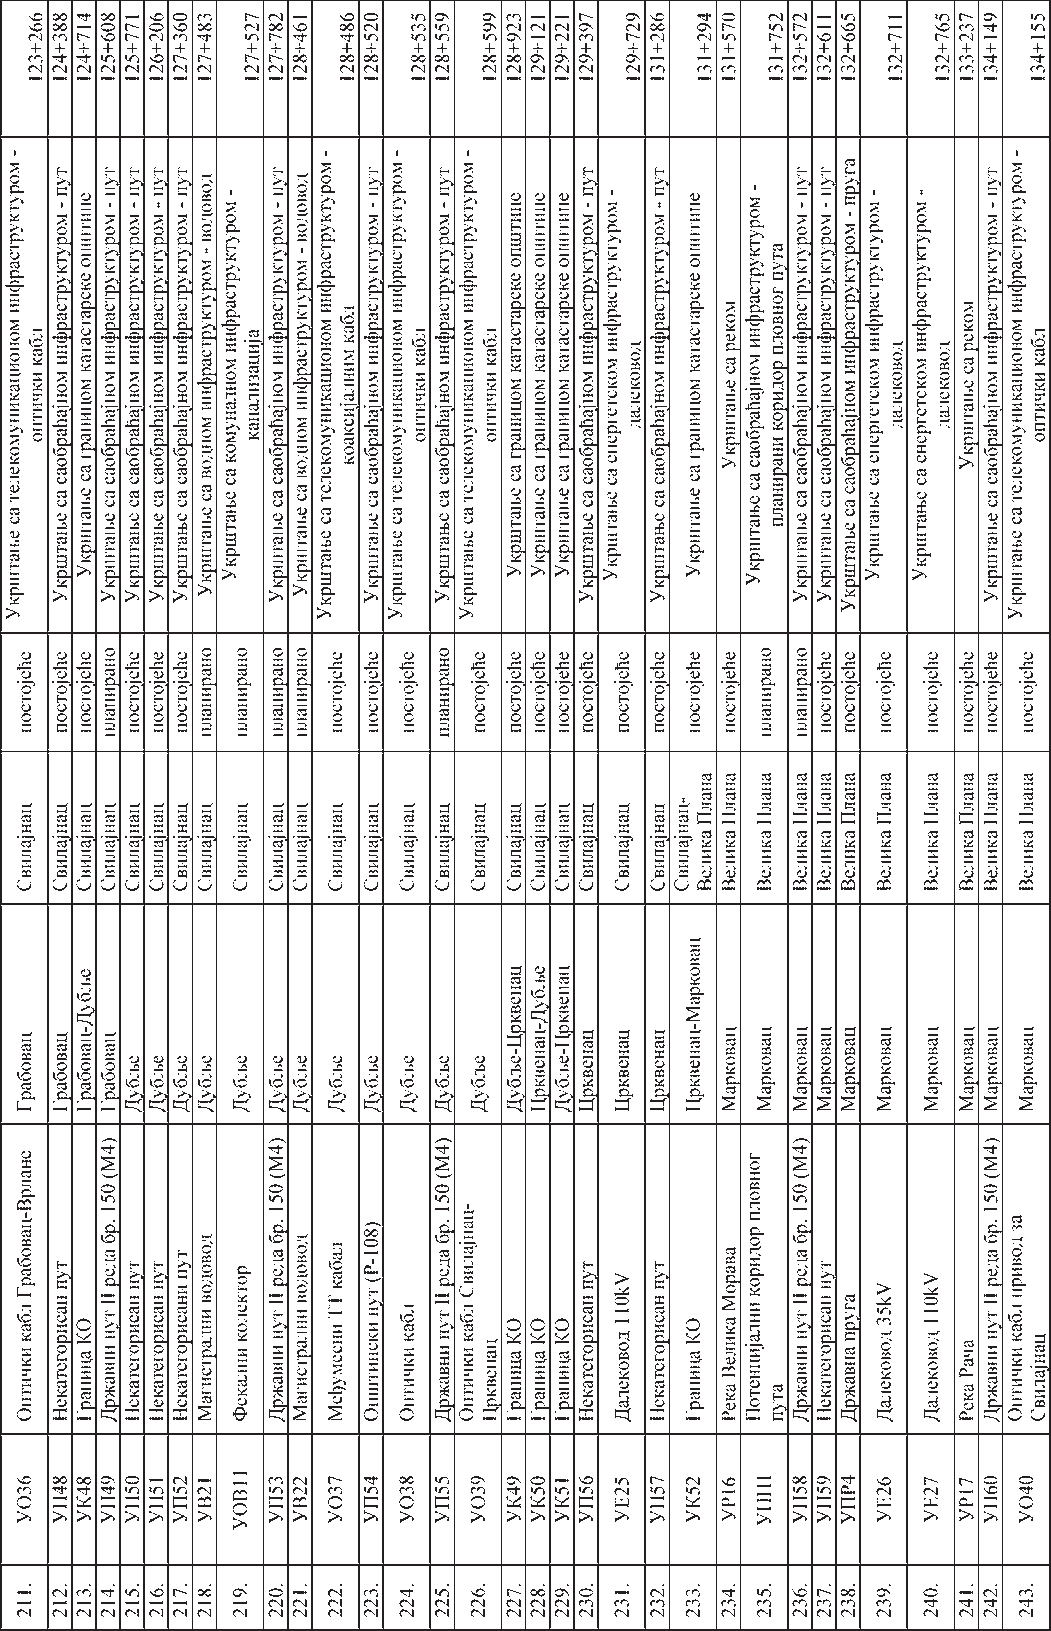 211. УО36 Оптички кабл Грабовац-Врлане Грабовац Свилајнац постојеће Укрштање са телекомуникационом инфраструктуром - 123+266
оптички кабл
212. УП48 Некатегорисан пут Грабовац Свилајнац постојеће Укрштање са саобраћајном инфраструктуром - пут 124+388
213. УК48 Граница КО Грабовац-Дубље Свилајнац постојеће Укрштање са границом катастарске општине 124+714
214. УП49 Државни пут II реда бр. 150 (М4) Грабовац Свилајнац планирано Укрштање са саобраћајном инфраструктуром - пут 125+608
215. УП50 Некатегорисан пут Дубље Свилајнац постојеће Укрштање са саобраћајном инфраструктуром - пут 125+771
216. УП51 Некатегорисан пут Дубље Свилајнац постојеће Укрштање са саобраћајном инфраструктуром - пут 126+206
217. УП52 Некатегорисани пут Дубље Свилајнац постојеће Укрштање са саобраћајном инфраструктуром - пут 127+360
218. УВ21 Магистрални водовод Дубље Свилајнац планирано Укрштање са водном инфраструктуром - водовод 127+483
219. УОВ11 Фекални колектор Дубље Свилајнац планирано Укрштање са комуналном инфраструктуром - 127+527
канализација
220. УП53 Државни пут II реда бр. 150 (М4) Дубље Свилајнац планирано Укрштање са саобраћајном инфраструктуром - пут 127+782
221. УВ22 Магистрални водовод Дубље Свилајнац планирано Укрштање са водном инфраструктуром - водовод 128+461
222. УО37 Међумесни ТТ кабал Дубље Свилајнац постојеће Укрштање са телекомуникационом инфраструктуром - 128+486
коаксијални кабл
223. УП54 Општински пут (Р-108) Дубље Свилајнац постојеће Укрштање са саобраћајном инфраструктуром - пут 128+520
224. УО38 Оптички кабл Дубље Свилајнац постојеће Укрштање са телекомуникационом инфраструктуром - 128+535
оптички кабл
225. УП55 Државни пут II реда бр. 150 (М4) Дубље Свилајнац планирано Укрштање са саобраћајном инфраструктуром - пут 128+559
226. УО39 Оптички кабл Свилајнац- Дубље Свилајнац постојеће Укрштање са телекомуникационом инфраструктуром - 128+599
Црквенац оптички кабл
227. УК49 Граница КО Дубље-Црквенац Свилајнац постојеће Укрштање са границом катастарске општине 128+923
228. УК50 Граница КО Црквенац-Дубље Свилајнац постојеће Укрштање са границом катастарске општине 129+121
229. УК51 Граница КО Дубље-Црквенац Свилајнац постојеће Укрштање са границом катастарске општине 129+221
230. УП56 Некатегорисан пут Црквенац Свилајнац постојеће Укрштање са саобраћајном инфраструктуром - пут 129+397
231. УЕ25 Далековод 110kV Црквенац Свилајнац постојеће Укрштање са енергетском инфраструктуром - 129+729
далековод
232. УП57 Некатегорисан пут Црквенац Свилајнац постојеће Укрштање са саобраћајном инфраструктуром - пут 131+286
233. УК52 Граница КО Црквенац-Марковац Свилајнац- постојеће Укрштање са границом катастарске општине 131+294
Велика Плана
234. УР16 Река Велика Морава Марковац Велика Плана постојеће Укрштање са реком 131+570
235. УПП1 Потенцијални коридор пловног Марковац Велика Плана планирано Укрштање са саобраћајном инфраструктуром - 131+752
пута планирани коридор пловног пута
236. УП58 Државни пут II реда бр. 150 (М4) Марковац Велика Плана планирано Укрштање са саобраћајном инфраструктуром - пут 132+572
237. УП59 Некатегорисан пут Марковац Велика Плана постојеће Укрштање са саобраћајном инфраструктуром - пут 132+611
238. УПР4 Државна пруга Марковац Велика Плана постојеће Укрштање са саобраћајном инфраструктуром - пруга 132+665
239. УЕ26 Далековод 35kV Марковац Велика Плана постојеће Укрштање са енергетском инфраструктуром - 132+711
далековод
240. УЕ27 Далековод 110kV Марковац Велика Плана постојеће Укрштање са енергетском инфраструктуром - 132+765
далековод
241. УР17 Река Рача Марковац Велика Плана постојеће Укрштање са реком 133+237
242. УП60 Државни пут II реда бр. 150 (М4) Марковац Велика Плана постојеће Укрштање са саобраћајном инфраструктуром - пут 134+149
243. УО40 Оптички кабл привод за Марковац Велика Плана постојеће Укрштање са телекомуникационом инфраструктуром - 134+155
Свилајнац оптички кабл